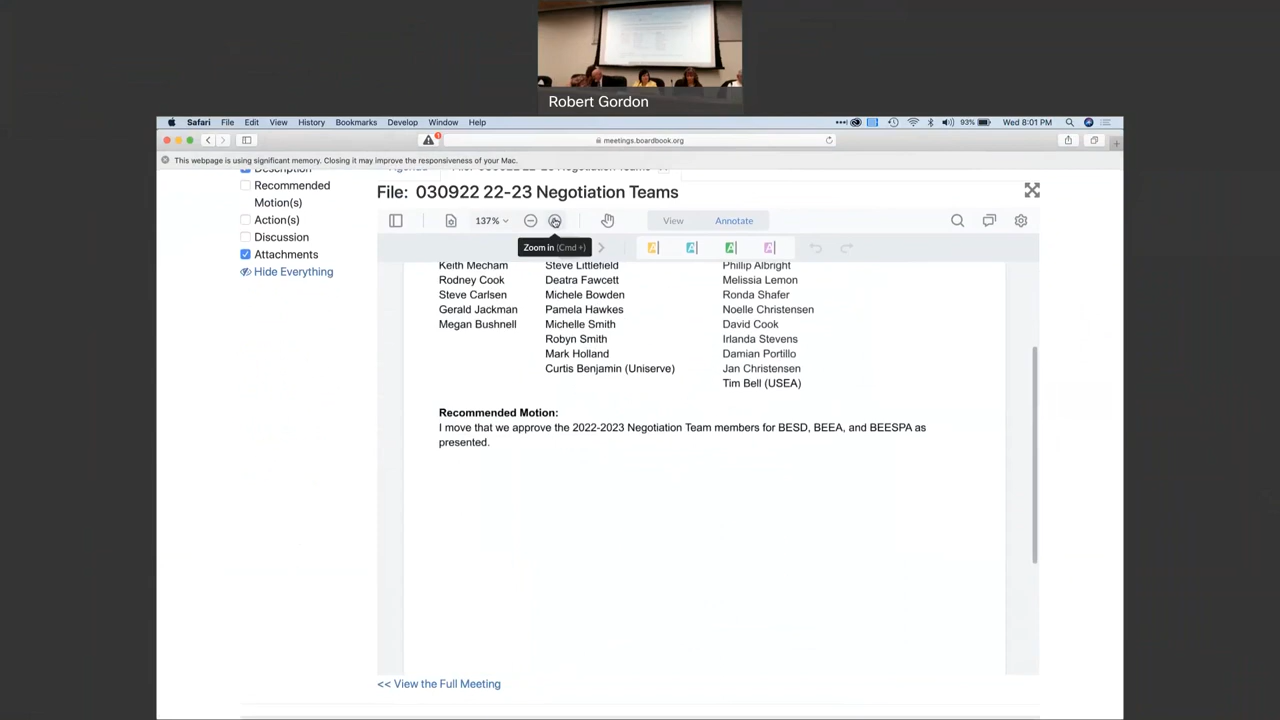 Robert Gordon
Safari File Edit View History Bookmarks Develop Window Help
93% Wed 8:01 PM
meetings.boardbook.org
This webpage is using significant memory. Closing it may improve the responsiveness of your Mac.
Description
Recommended
Motion(s)
Action(s)
Discussion
Attachments
Hide Everything
File: 030922 22-23 Negotiation Teams
137%
View Annotate
Zoom in (Cmd +)
Keith Mecham Steve Littlefield Phillip Albright
Rodney Cook Deatra Fawcett Melissia Lemon
Steve Carlsen Michele Bowden Ronda Shafer
Gerald Jackman Pamela Hawkes Noelle Christensen
Megan Bushnell Michelle Smith David Cook
Robyn Smith Irlanda Stevens
Mark Holland Damian Portillo
Curtis Benjamin (Uniserve) Jan Christensen
Tim Bell (USEA)
Recommended Motion:
I move that we approve the 2022-2023 Negotiation Team members for BESD, BEEA, and BEESPA as
presented.
<< View the Full Meeting